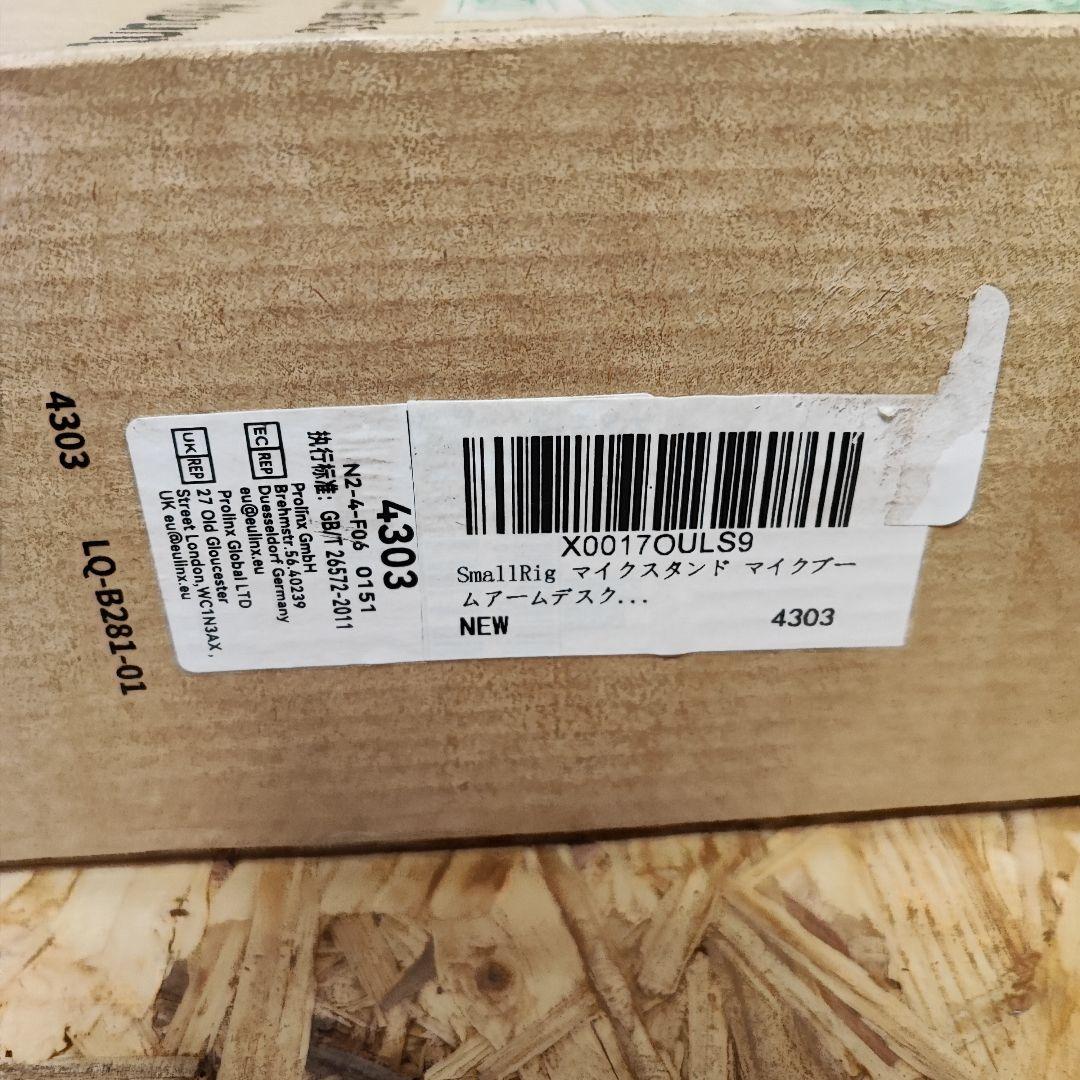 4303
LQ-B281-01
4303
N2-4-F06 0151
执行标准: GB/T 26572-2011
EC REP
Prolinx GmbH
Brehmstr.56.40239
Duesseldorf Germany
eu@eulinx.eu
UK REP
Prolinx Global LTD
27 Old Gloucester
Street London,WC1N3AX,
UK eu@eulinx.eu
X0017OULS9
SmallRig マイクスタンド マイクブー
ムアームデスク...
NEW
4303